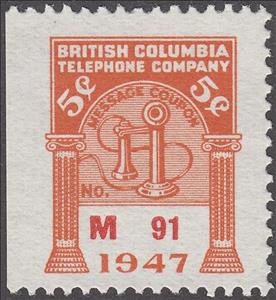 BRITISH COLUMBIA
TELEPHONE COMPANY
5¢ 5¢
MESSAGE COUPON
NO.
M 91
1947